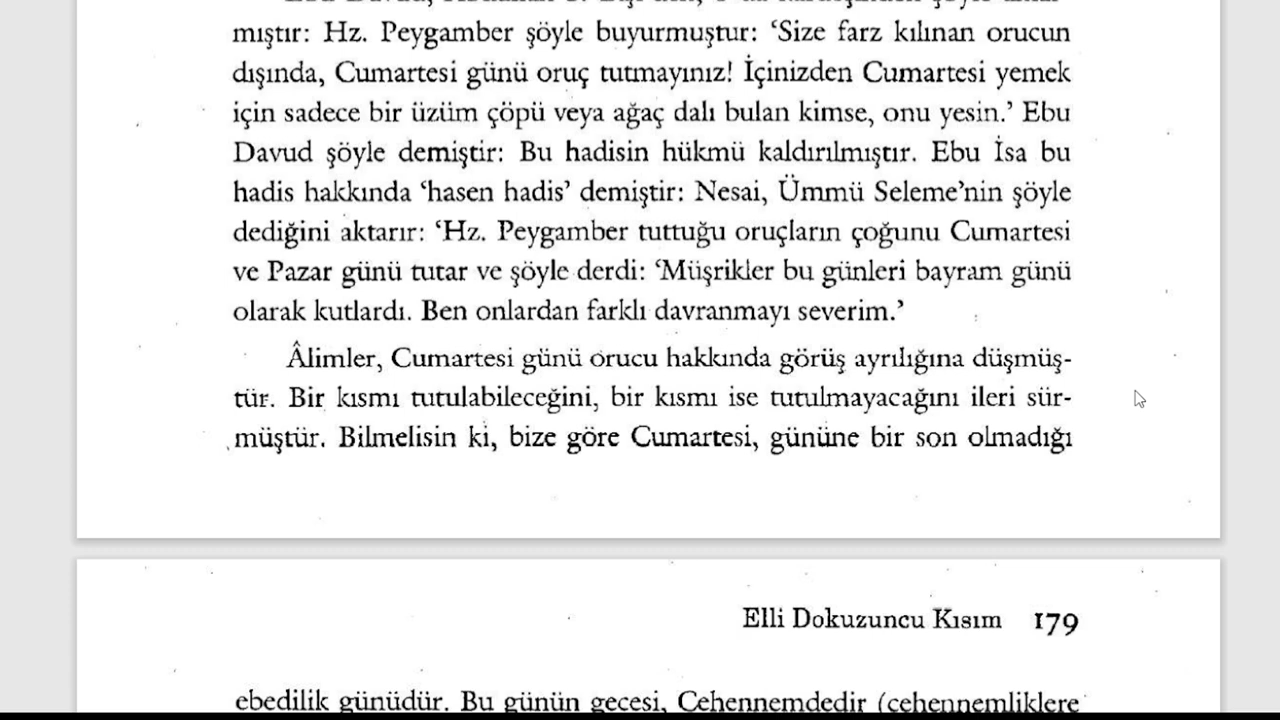 mıştır: Hz. Peygamber şöyle buyurmuştur: ‘Size farz kılınan orucun
dışında, Cumartesi günü oruç tutmayınız! İçinizden Cumartesi yemek
için sadece bir üzüm çöpü veya ağaç dalı bulan kimse, onu yesin.’ Ebu
Davud şöyle demiştir: Bu hadisin hükmü kaldırılmıştır. Ebu İsa bu
hadis hakkında ‘hasen hadis’ demiştir: Nesai, Ümmü Seleme’nin şöyle
dediğini aktarır: ‘Hz. Peygamber tuttuğu oruçların çoğunu Cumartesi
ve Pazar günü tutar ve şöyle derdi: ‘Müşrikler bu günleri bayram günü
olarak kutlardı. Ben onlardan farklı davranmayı severim.’
Âlimler, Cumartesi günü orucu hakkında görüş ayrılığına düşmüş-
tür. Bir kısmı tutulabileceğini, bir kısmı ise tutulmayacağını ileri sür-
müştür. Bilmelisin ki, bize göre Cumartesi, gününe bir son olmadığı
Elli Dokuzuncu Kısım 179
ebedilik günüdür. Bu günün gecesi, Cehennemdedir (cehennemliklere